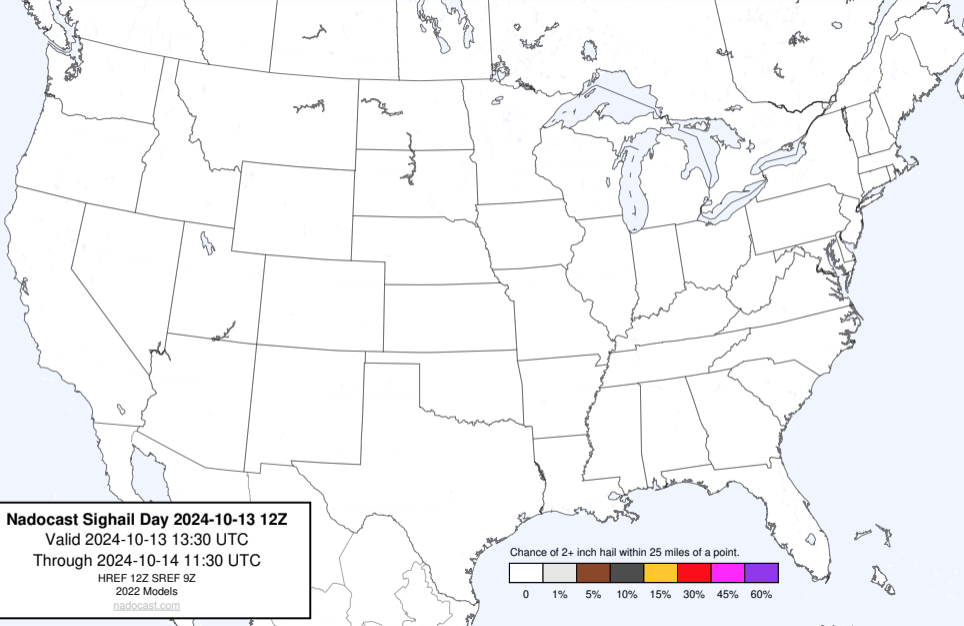 Nadocast Sighail Day 2024-10-13 12Z
Valid 2024-10-13 13:30 UTC
Through 2024-10-14 11:30 UTC
HREF 12Z SREF 9Z
2022 Models
nadocast.com
Chance of 2+ inch hail within 25 miles of a point.
0 1% 5% 10% 15% 30% 45% 60%